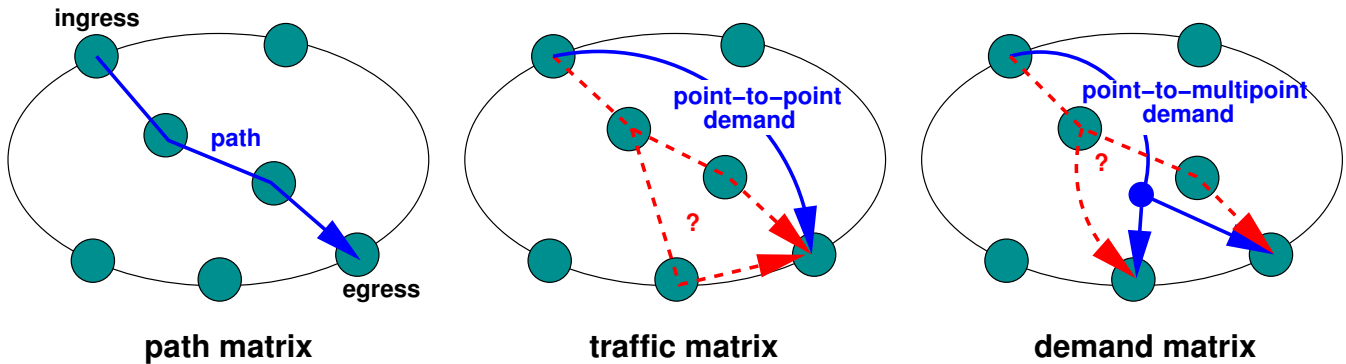 ingress
path
egress
path matrix
point−to−point
demand
?
traffic matrix
point−to−multipoint
demand
?
demand matrix